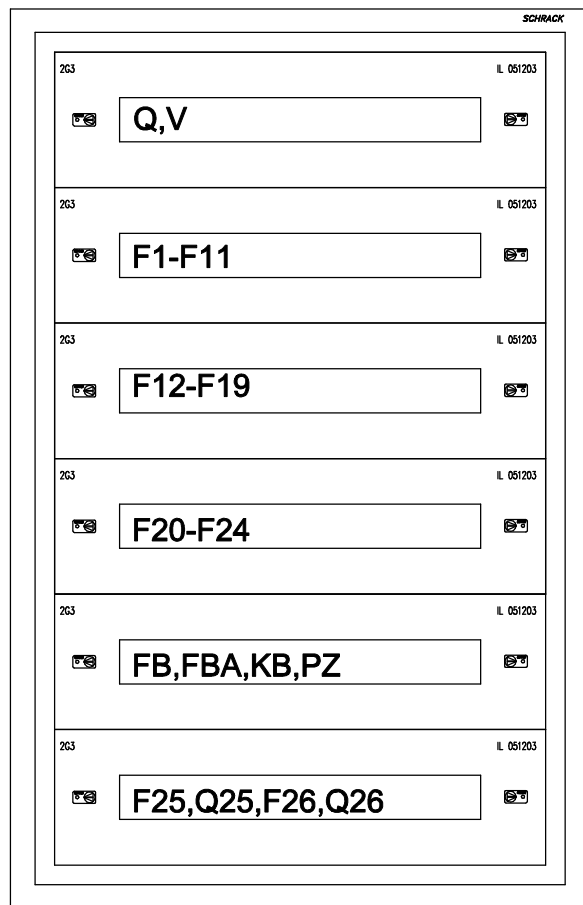 SCHRACK
2G3 IL 051203
Q,V
2G3 IL 051203
F1-F11
2G3 IL 051203
F12-F19
2G3 IL 051203
F20-F24
2G3 IL 051203
FB,FBA,KB,PZ
2G3 IL 051203
F25,Q25,F26,Q26